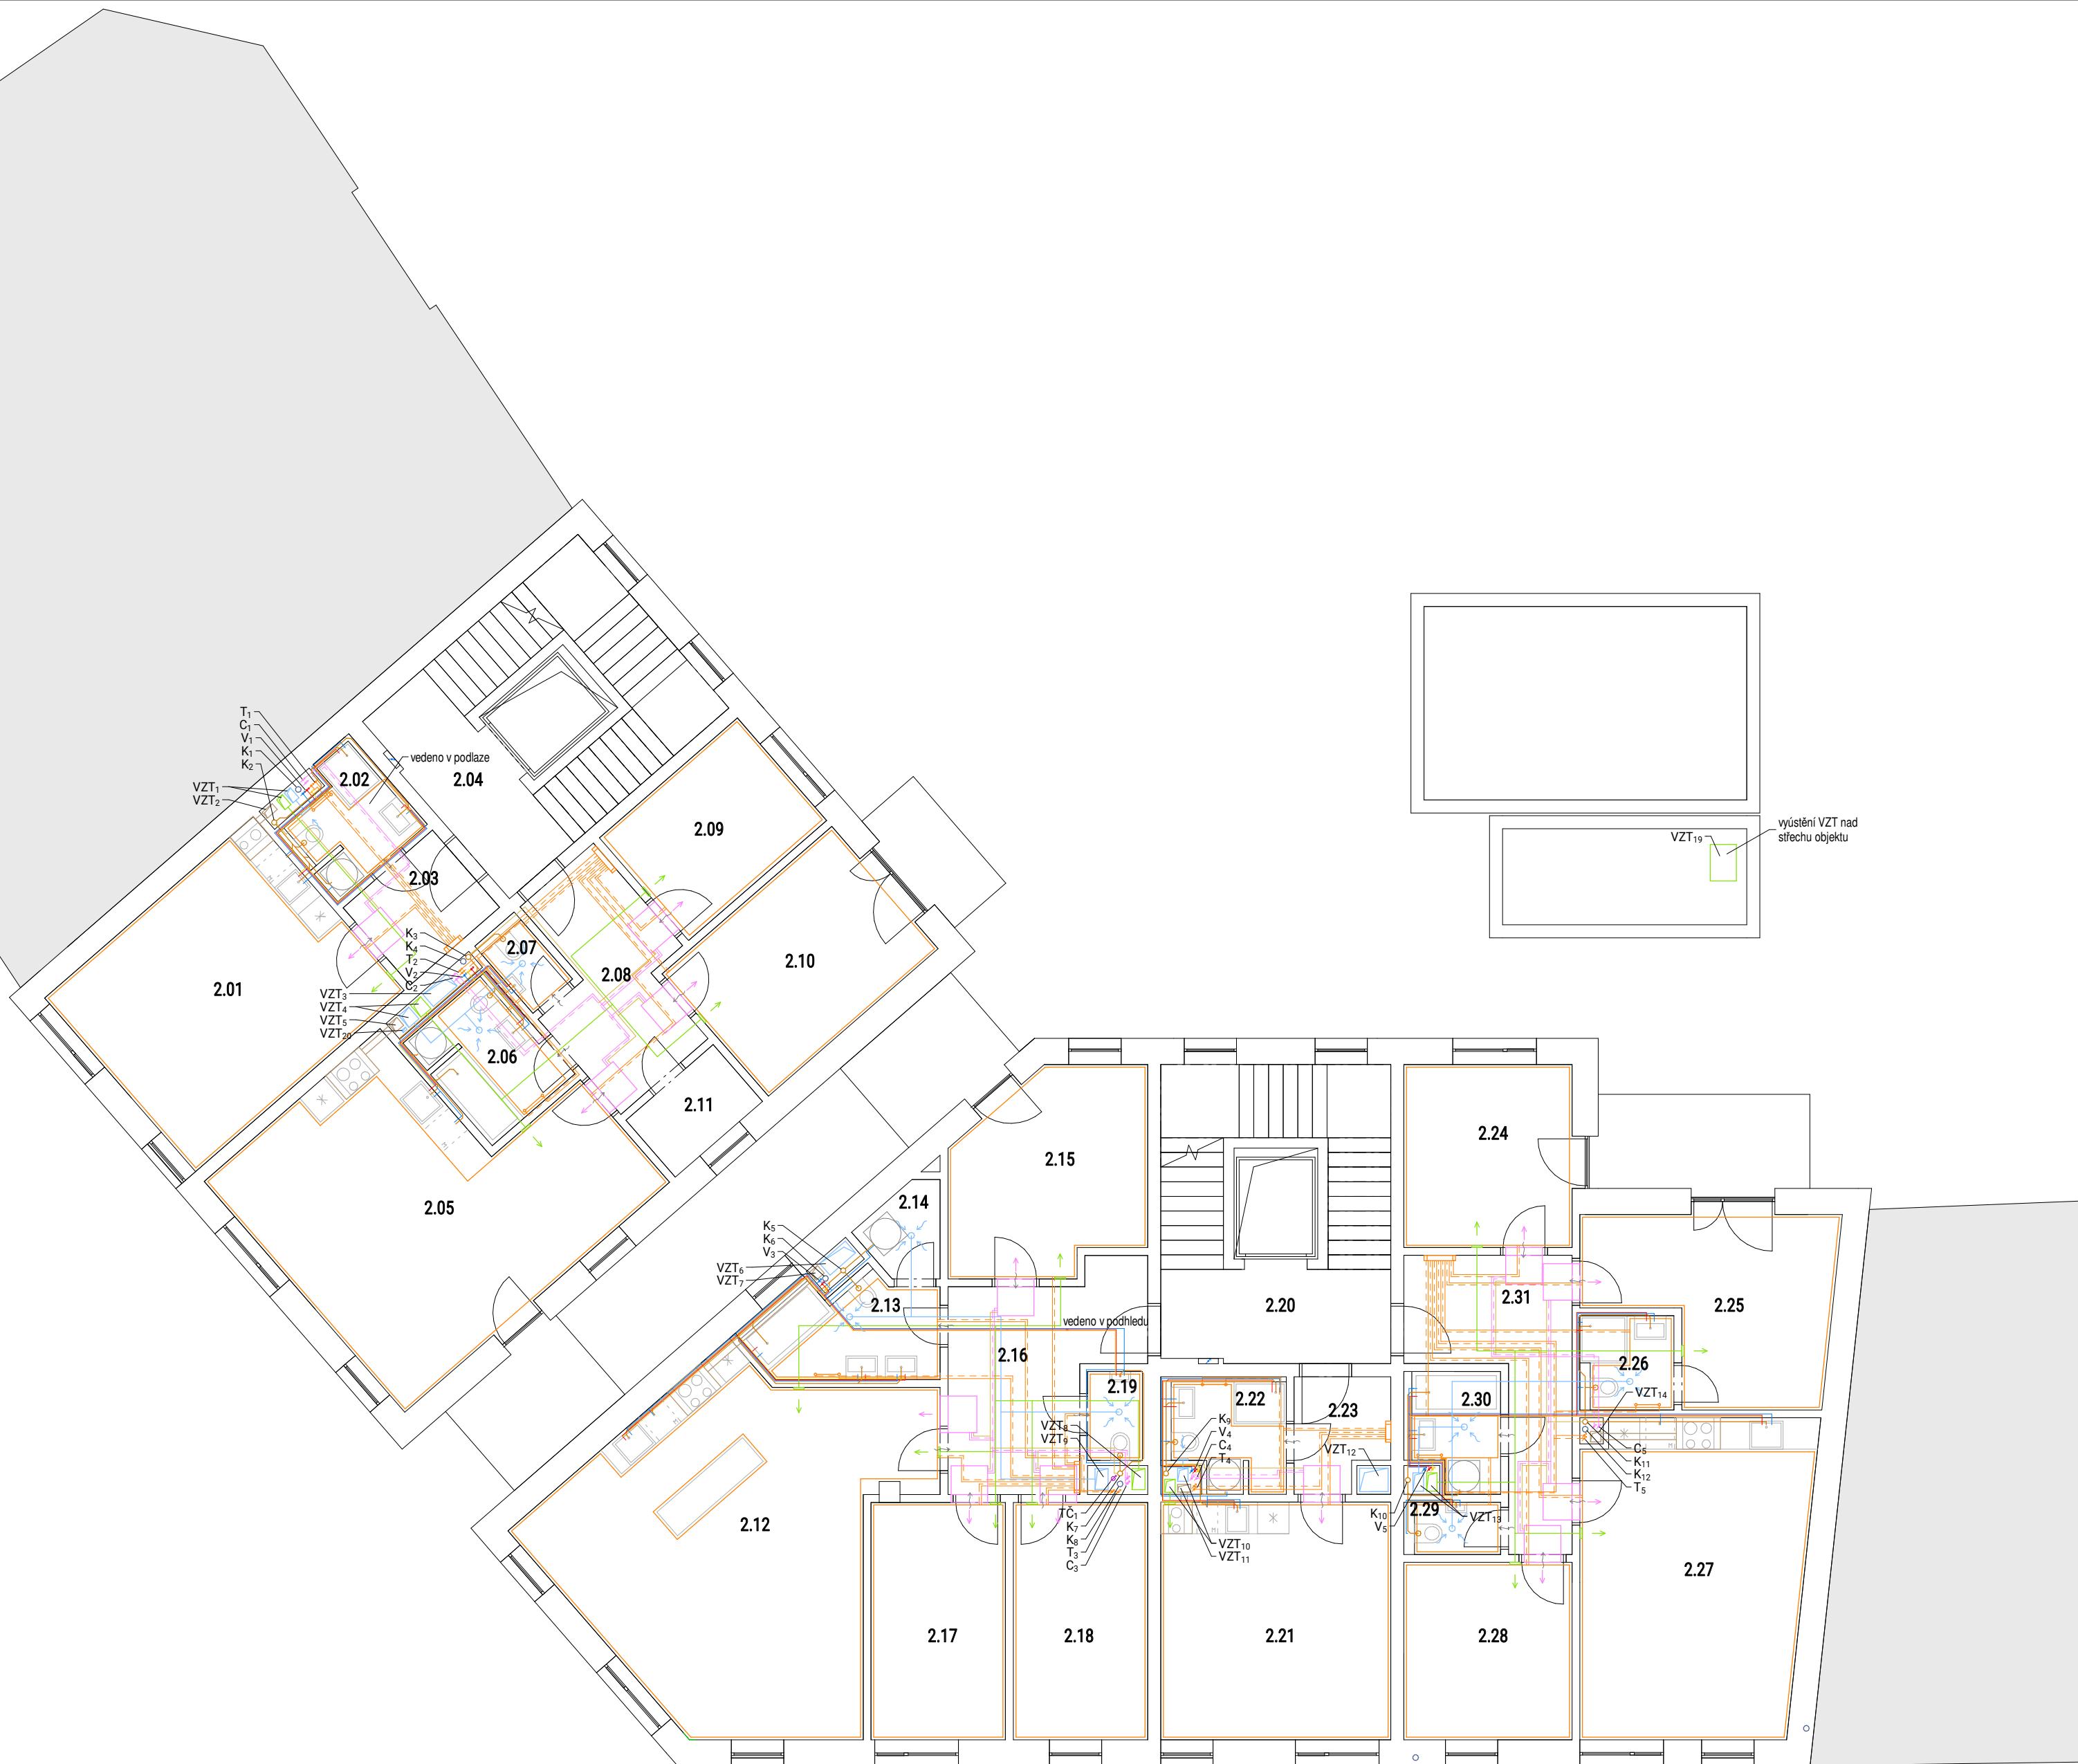 T₁
C₁
V₁
K₁
K₂
VZT₁
VZT₂
vedeno v podlaze
2.02
2.04
2.03
2.09
VZT₁₉
vyústění VZT nad
střechu objektu
K₃
K₄
T₂
V₂
C₂
VZT₃
VZT₄
VZT₅
VZT₂₀
2.07
2.08
2.10
2.01
2.06
2.11
2.05
2.15
2.24
2.14
K₅
K₆
V₃
VZT₆
VZT₇
2.13
2.20
2.31
2.25
vedeno v podhledu
2.16
2.26
2.19
2.22
2.23
2.30
VZT₁₄
VZT₈
VZT₉
K₉
V₄
C₄
T₄
VZT₁₂
C₅
K₁₁
K₁₂
T₅
TČ₁
K₇
K₈
T₃
C₃
2.29
K₁₀
V₅
VZT₁₃
VZT₁₀
VZT₁₁
2.12
2.27
2.17
2.18
2.21
2.28